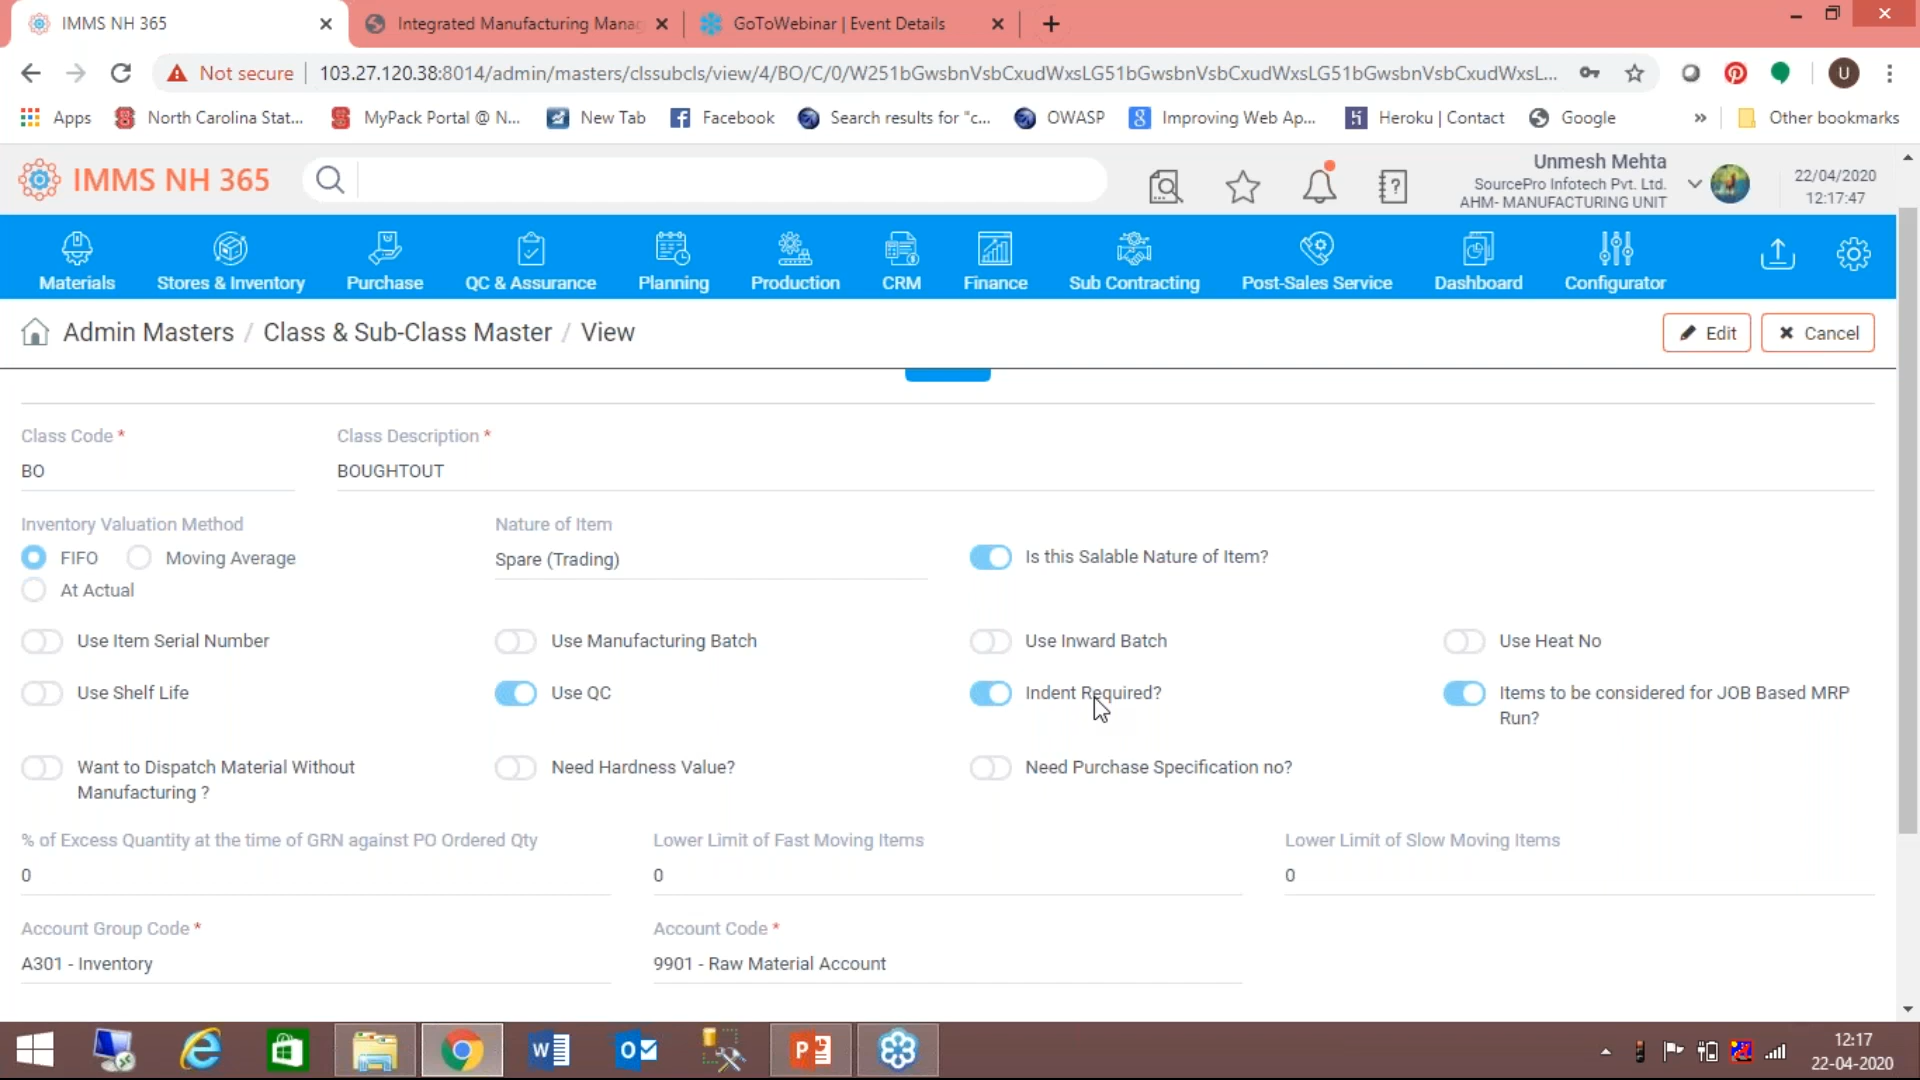 IMMS NH 365
Integrated Manufacturing Mana
GoToWebinar | Event Details
Not secure
103.27.120.38:8014/admin/masters/clssubcls/view/4/BO/C/0/W251bGwsbnVsbCxudWxsLG51bGwsbnVsbCxudWxsLG51bGwsbnVsbCxudWxsL...
U
Apps
North Carolina Stat...
MyPack Portal @ N...
New Tab
Facebook
Search results for "c...
OWASP
Improving Web Ap...
Heroku | Contact
Google
»
Other bookmarks
IMMS NH 365
Unmesh Mehta
SourcePro Infotech Pvt. Ltd.
AHM- MANUFACTURING UNIT
22/04/2020
12:17:47
Materials
Stores & Inventory
Purchase
QC & Assurance
Planning
Production
CRM
Finance
Sub Contracting
Post-Sales Service
Dashboard
Configurator
Admin Masters / Class & Sub-Class Master / View
Edit
Cancel
Class Code *
Class Description *
BO
BOUGHTOUT
Inventory Valuation Method
Nature of Item
FIFO
Moving Average
Spare (Trading)
Is this Salable Nature of Item?
At Actual
Use Item Serial Number
Use Manufacturing Batch
Use Inward Batch
Use Heat No
Use Shelf Life
Use QC
Indent Required?
Items to be considered for JOB Based MRP
Run?
Want to Dispatch Material Without
Manufacturing ?
Need Hardness Value?
Need Purchase Specification no?
% of Excess Quantity at the time of GRN against PO Ordered Qty
Lower Limit of Fast Moving Items
Lower Limit of Slow Moving Items
0
0
0
Account Group Code *
Account Code *
A301 - Inventory
9901 - Raw Material Account
12:17
22-04-2020